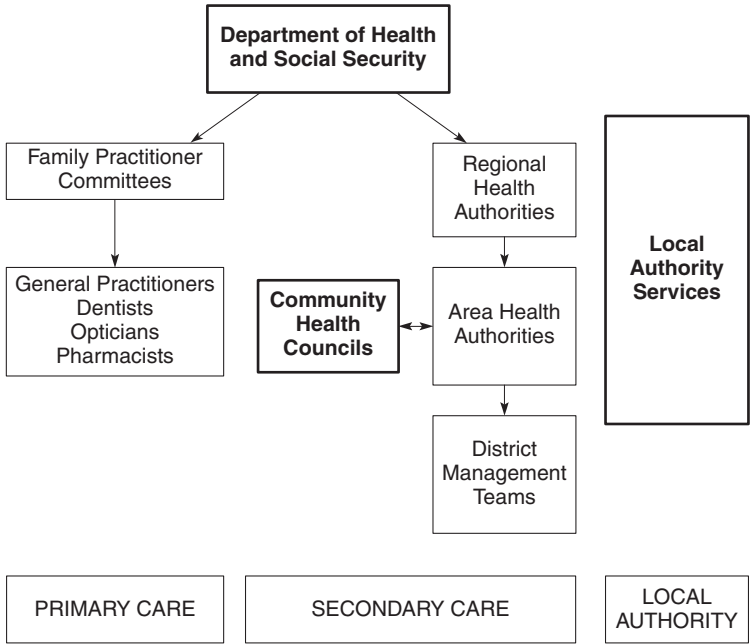 Department of Health
and Social Security
Family Practitioner
Committees
Regional
Health
Authorities
Local
Authority
Services
General Practitioners
Dentists
Opticians
Pharmacists
Community
Health
Councils
Area Health
Authorities
District
Management
Teams
PRIMARY CARE
SECONDARY CARE
LOCAL
AUTHORITY